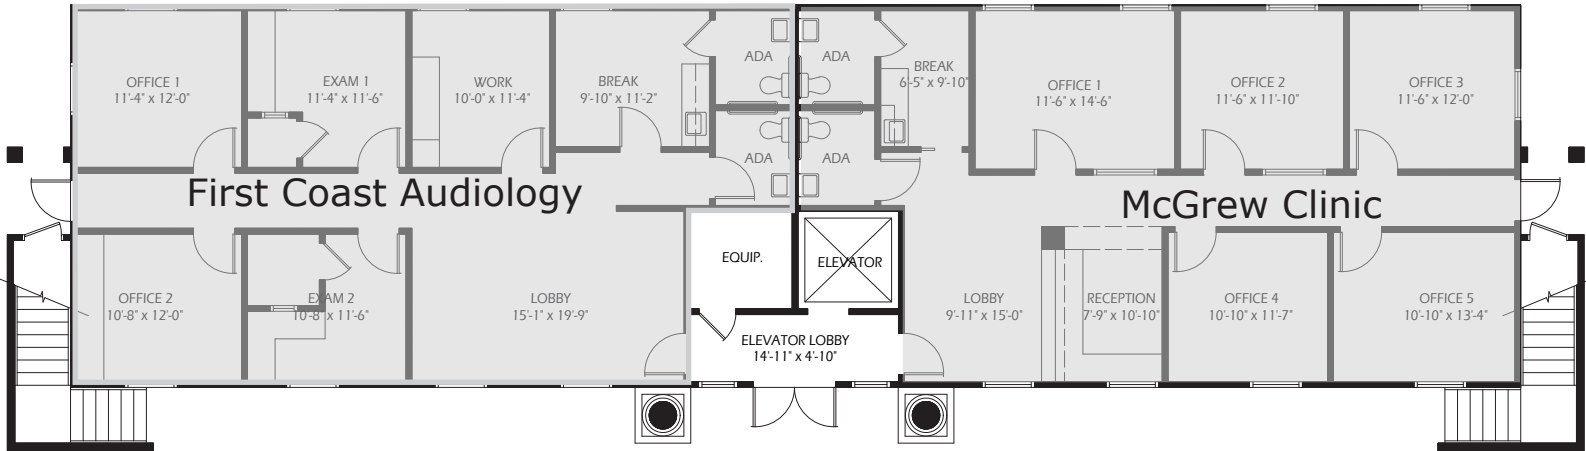 OFFICE 1
11'-4" x 12'-0"
EXAM 1
11'-4" x 11'-6"
WORK
10'-0" x 11'-4"
BREAK
9'-10" x 11'-2"
ADA
ADA
First Coast Audiology
OFFICE 2
10'-8" x 12'-0"
EXAM 2
10'-8" x 11'-6"
LOBBY
15'-1" x 19'-9"
EQUIP.
ELEVATOR
ELEVATOR LOBBY
14'-11" x 4'-10"
ADA
ADA
BREAK
6'-5" x 9'-10"
OFFICE 1
11'-6" x 14'-6"
OFFICE 2
11'-6" x 11'-10"
OFFICE 3
11'-6" x 12'-0"
McGrew Clinic
LOBBY
9'-11" x 15'-0"
RECEPTION
7'-9" x 10'-10"
OFFICE 4
10'-10" x 11'-7"
OFFICE 5
10'-10" x 13'-4"